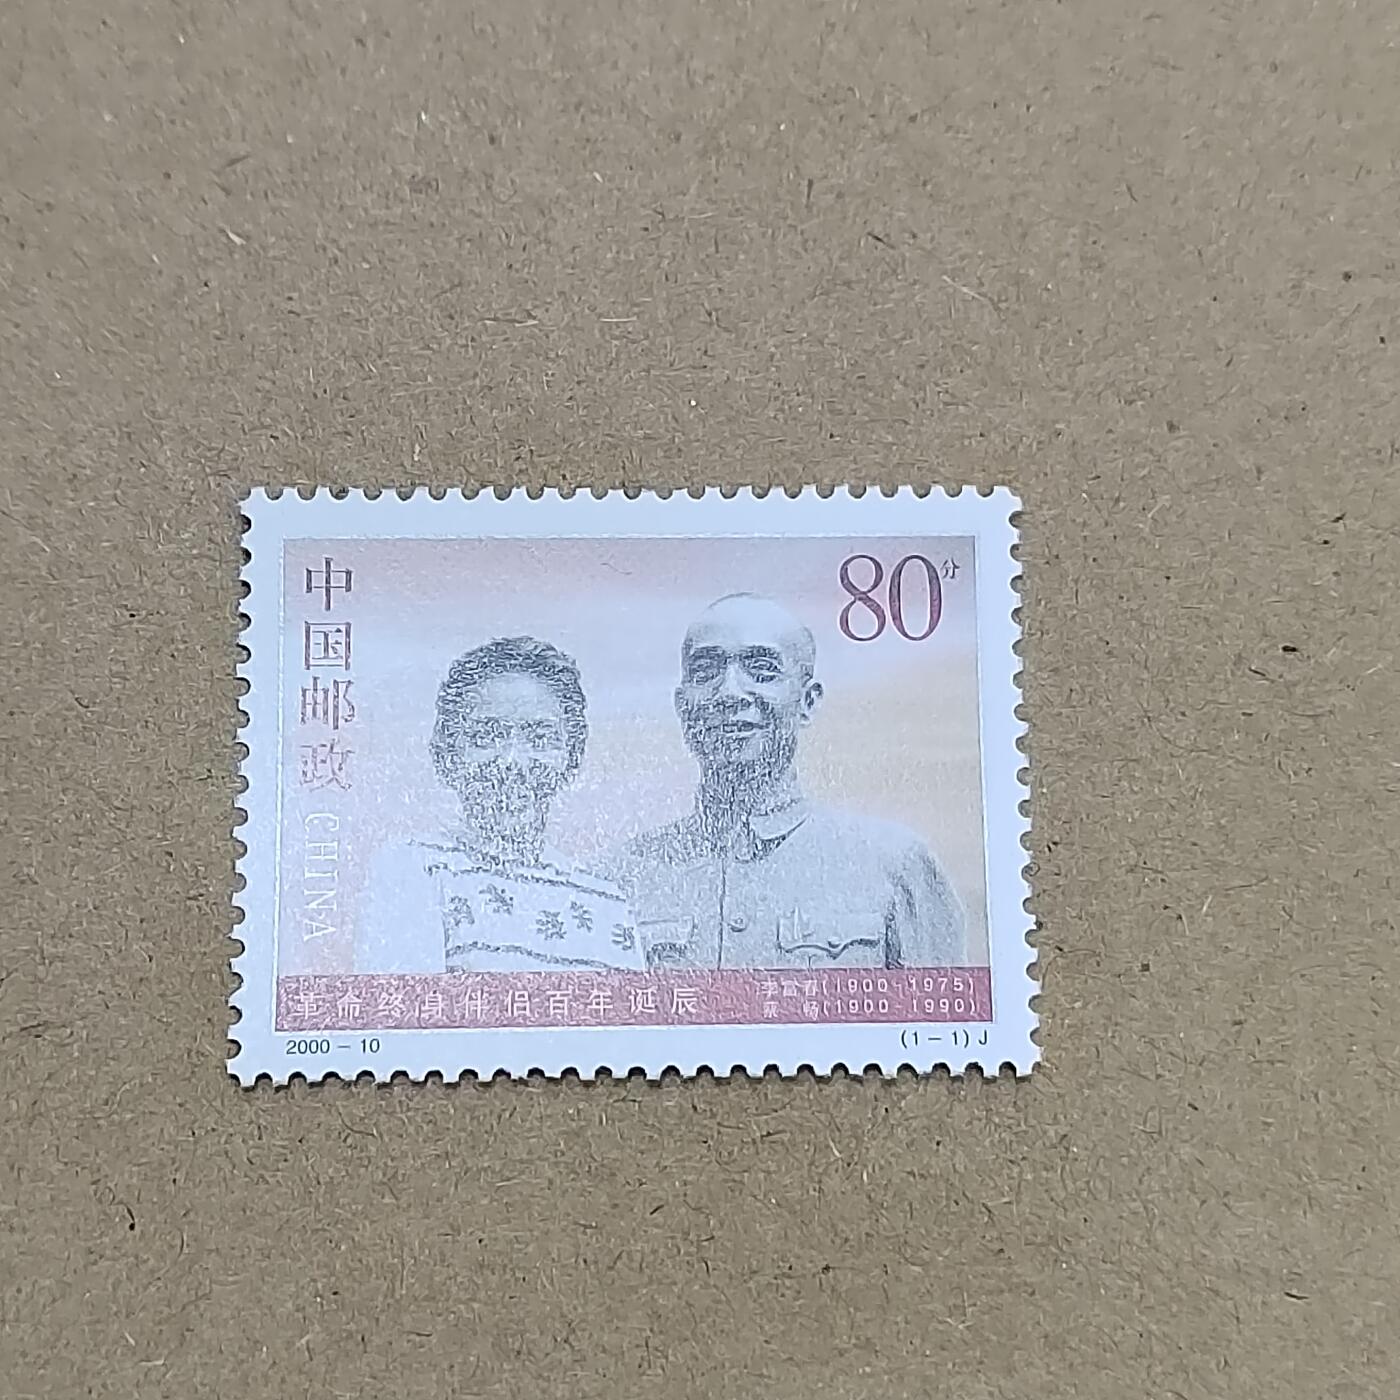 中国邮政 CHINA
80分
革命终身伴侣百年诞辰
李富春(1900-1975)
蔡 畅(1900-1990)
2000-10
(1-1)J